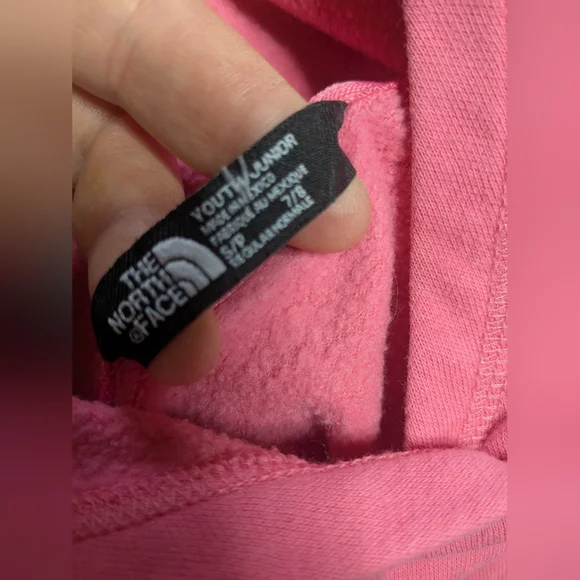 THE
NORTH
FACE
®
YOUTH/JUNIOR
MADE IN MEXICO
FABRIQUÉ AU MEXIQUE
S/P 7/8
REGULAR/NORMALE